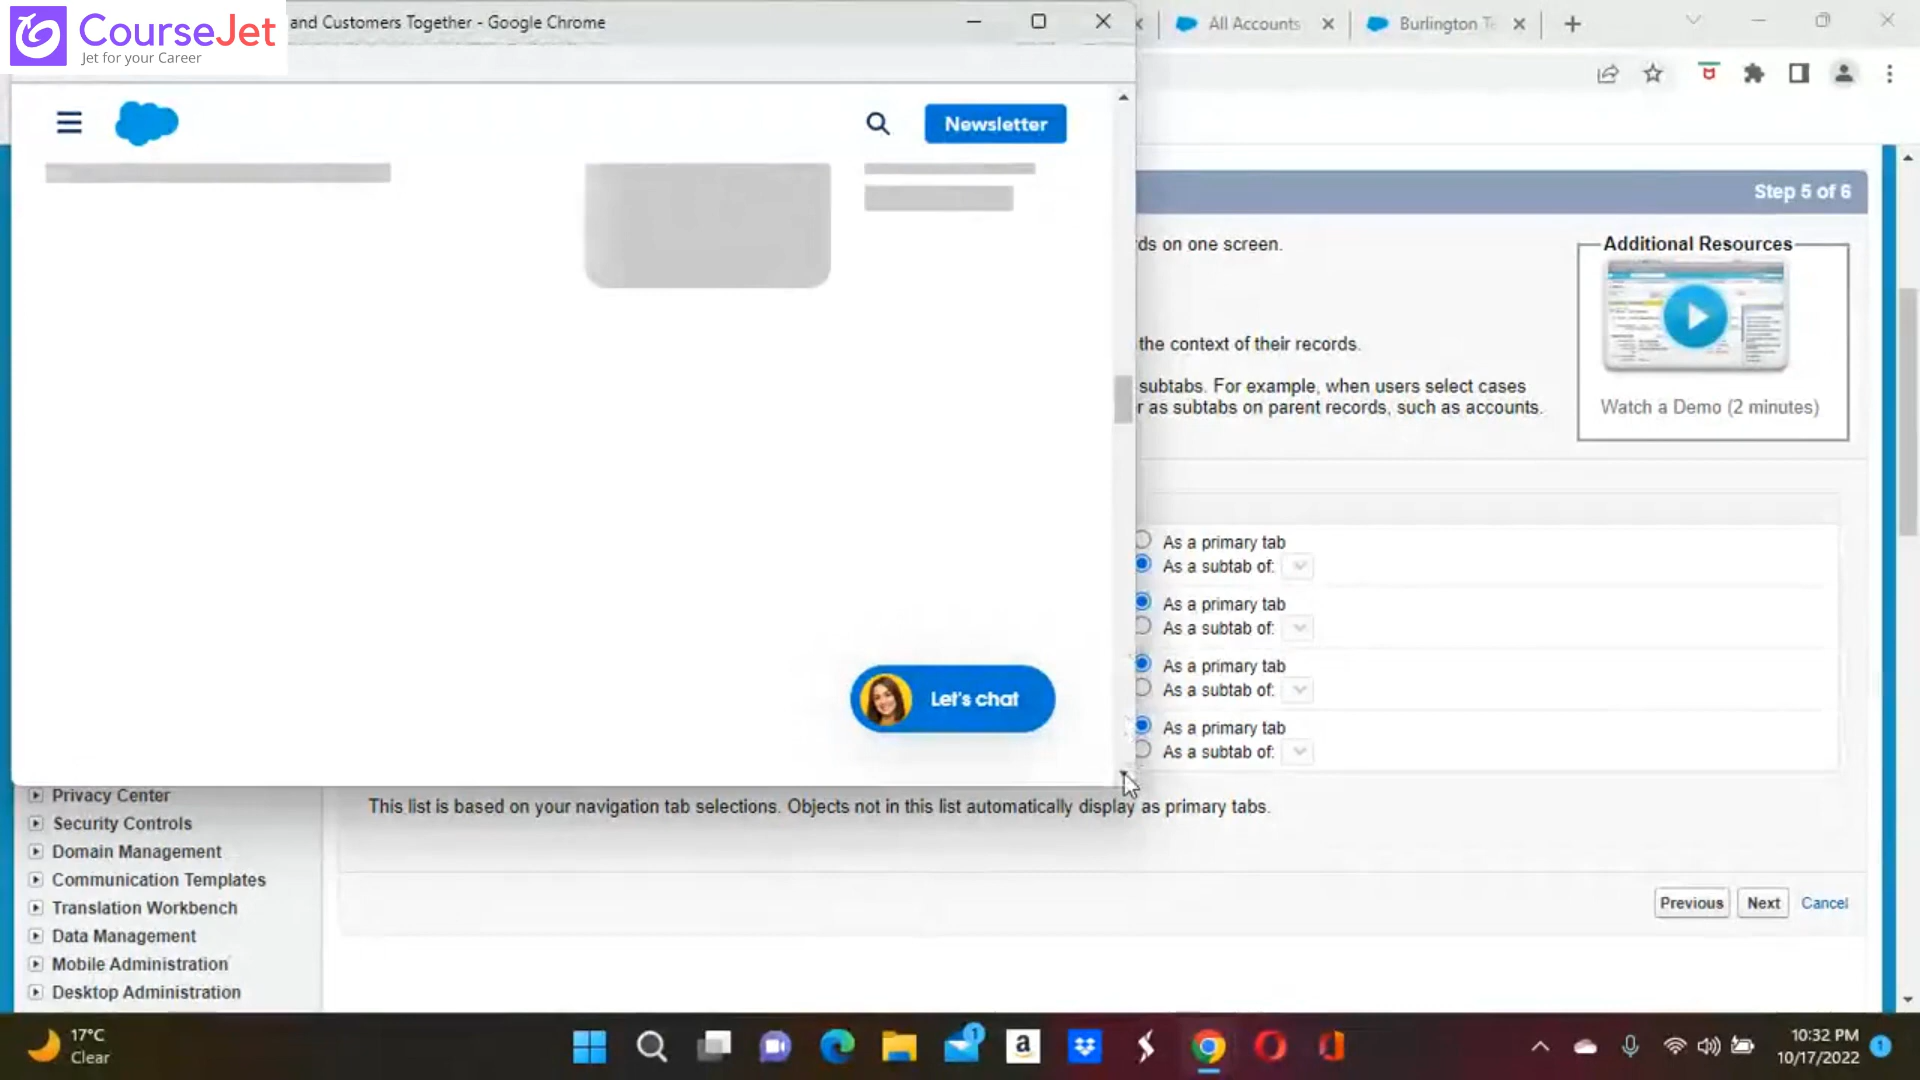 CourseJet
Jet for your Career
and Customers Together - Google Chrome
All Accounts
Burlington Te
Newsletter
Step 5 of 6
ds on one screen.
Additional Resources
the context of their records.
subtabs. For example, when users select cases
r as subtabs on parent records, such as accounts.
Watch a Demo (2 minutes)
As a primary tab
As a subtab of:
As a primary tab
As a subtab of:
As a primary tab
As a subtab of:
As a primary tab
As a subtab of:
Let's chat
This list is based on your navigation tab selections. Objects not in this list automatically display as primary tabs.
Privacy Center
Security Controls
Domain Management
Communication Templates
Translation Workbench
Data Management
Mobile Administration
Desktop Administration
Previous
Next
Cancel
17°C
Clear
1
a
10:32 PM
10/17/2022
1